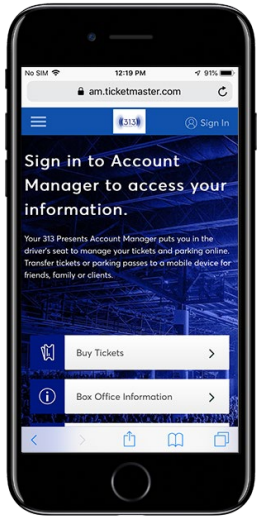 No SIM 12:19 PM 91%
am.ticketmaster.com
313 Sign In
Sign in to Account
Manager to access your
information.
Your 313 Presents Account Manager puts you in the
driver's seat to manage your tickets and parking online.
Transfer tickets or parking passes to a mobile device for
friends, family or clients.
Buy Tickets
Box Office Information